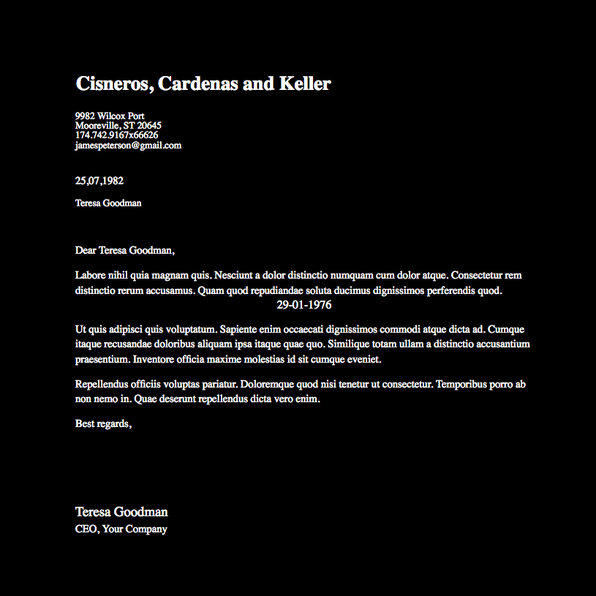 Cisneros, Cardenas and Keller
9982 Wilcox Port
Mooreville, ST 20645
174.742.9167x66626
jamespeterson@gmail.com
25,07,1982
Teresa Goodman
Dear Teresa Goodman,
Labore nihil quia magnam quis. Nesciunt a dolor distinctio numquam cum dolor atque. Consectetur rem
distinctio rerum accusamus. Quam quod repudiandae soluta ducimus dignissimos perferendis quod.
29-01-1976
Ut quis adipisci quis voluptatum. Sapiente enim occaecati dignissimos commodi atque dicta ad. Cumque
itaque recusandae doloribus aliquam ipsa itaque quae quo. Similique totam ullam a distinctio accusantium
praesentium. Inventore officia maxime molestias id sit cumque eveniet.
Repellendus officiis voluptas pariatur. Doloremque quod nisi tenetur ut consectetur. Temporibus porro ab
non nemo in. Quae deserunt repellendus dicta vero enim.
Best regards,
Teresa Goodman
CEO, Your Company